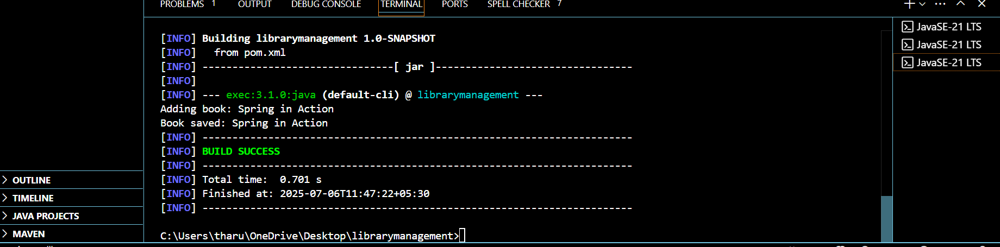 PROBLEMS 1 OUTPUT DEBUG CONSOLE TERMINAL PORTS SPELL CHECKER 7
[INFO] Building librarymanagement 1.0-SNAPSHOT
[INFO]   from pom.xml
[INFO] --------------------------------[ jar ]---------------------------------
[INFO]
[INFO] --- exec:3.1.0:java (default-cli) @ librarymanagement ---
Adding book: Spring in Action
Book saved: Spring in Action
[INFO] ------------------------------------------------------------------------
[INFO] BUILD SUCCESS
[INFO] ------------------------------------------------------------------------
[INFO] Total time:  0.701 s
[INFO] Finished at: 2025-07-06T11:47:22+05:30
[INFO] ------------------------------------------------------------------------
C:\Users\tharu\OneDrive\Desktop\librarymanagement>
JavaSE-21 LTS
JavaSE-21 LTS
JavaSE-21 LTS
OUTLINE
TIMELINE
JAVA PROJECTS
MAVEN